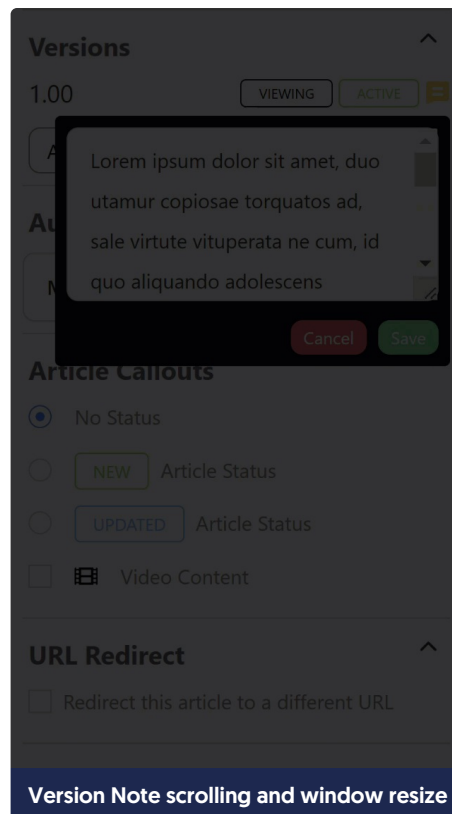 Versions
1.00 VIEWING ACTIVE
A
Lorem ipsum dolor sit amet, duo
utamur copiosae torquatos ad,
sale virtute vituperata ne cum, id
quo aliquando adolescens
Au
M
Cancel Save
Article Callouts
No Status
NEW Article Status
UPDATED Article Status
Video Content
URL Redirect
Redirect this article to a different URL
Version Note scrolling and window resize